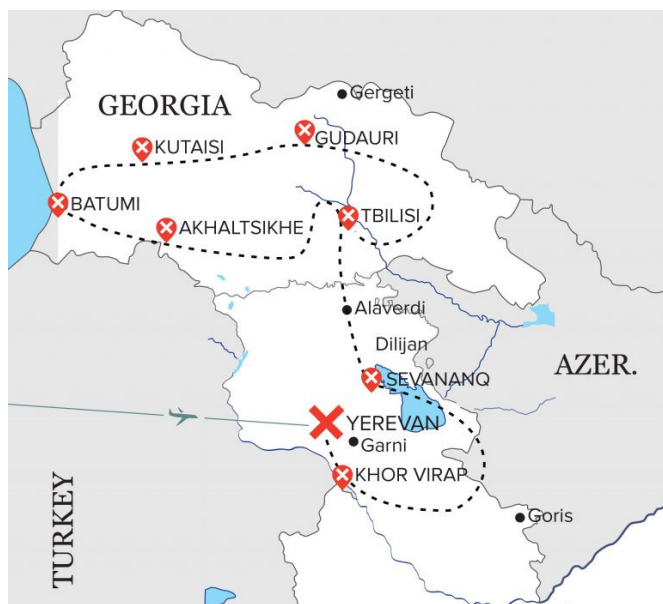 Gergeti
GEORGIA
GUDAURI
KUTAISI
BATUMI
TBILISI
AKHALTSIKHE
Alaverdi
Dilijan
AZER.
SEVANANQ
YEREVAN
Garni
KHOR VIRAP
TURKEY
Goris